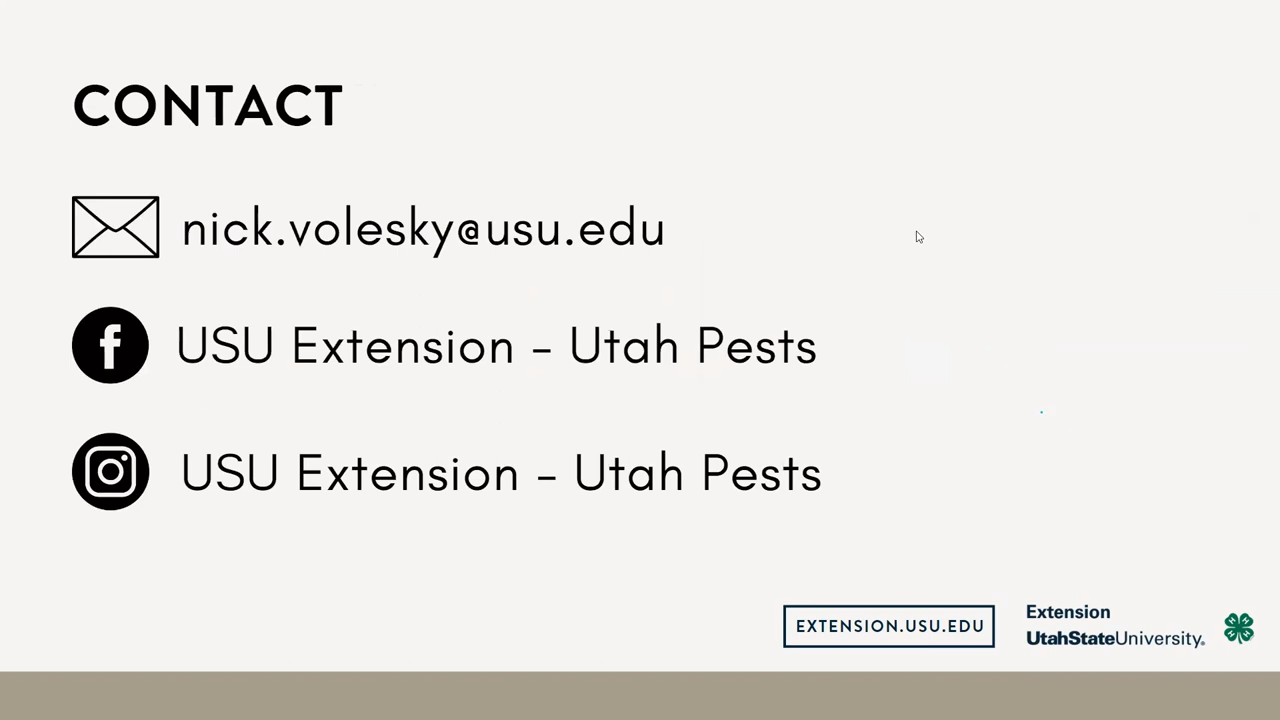 CONTACT
nick.volesky@usu.edu
USU Extension - Utah Pests
USU Extension - Utah Pests
EXTENSION.USU.EDU
Extension
UtahStateUniversity®